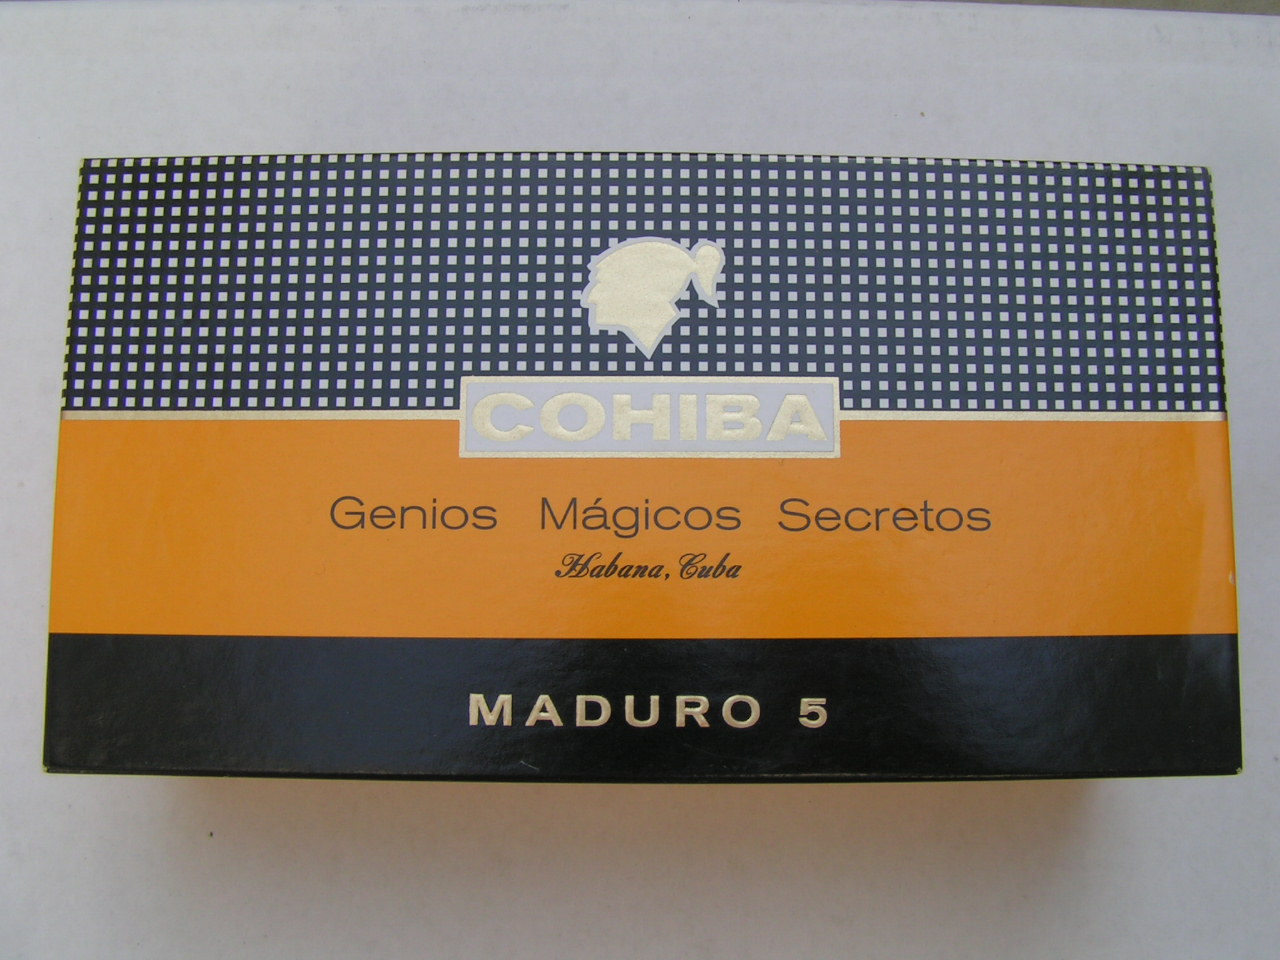 COHIBA
Genios Mágicos Secretos
Habana, Cuba
MADURO 5